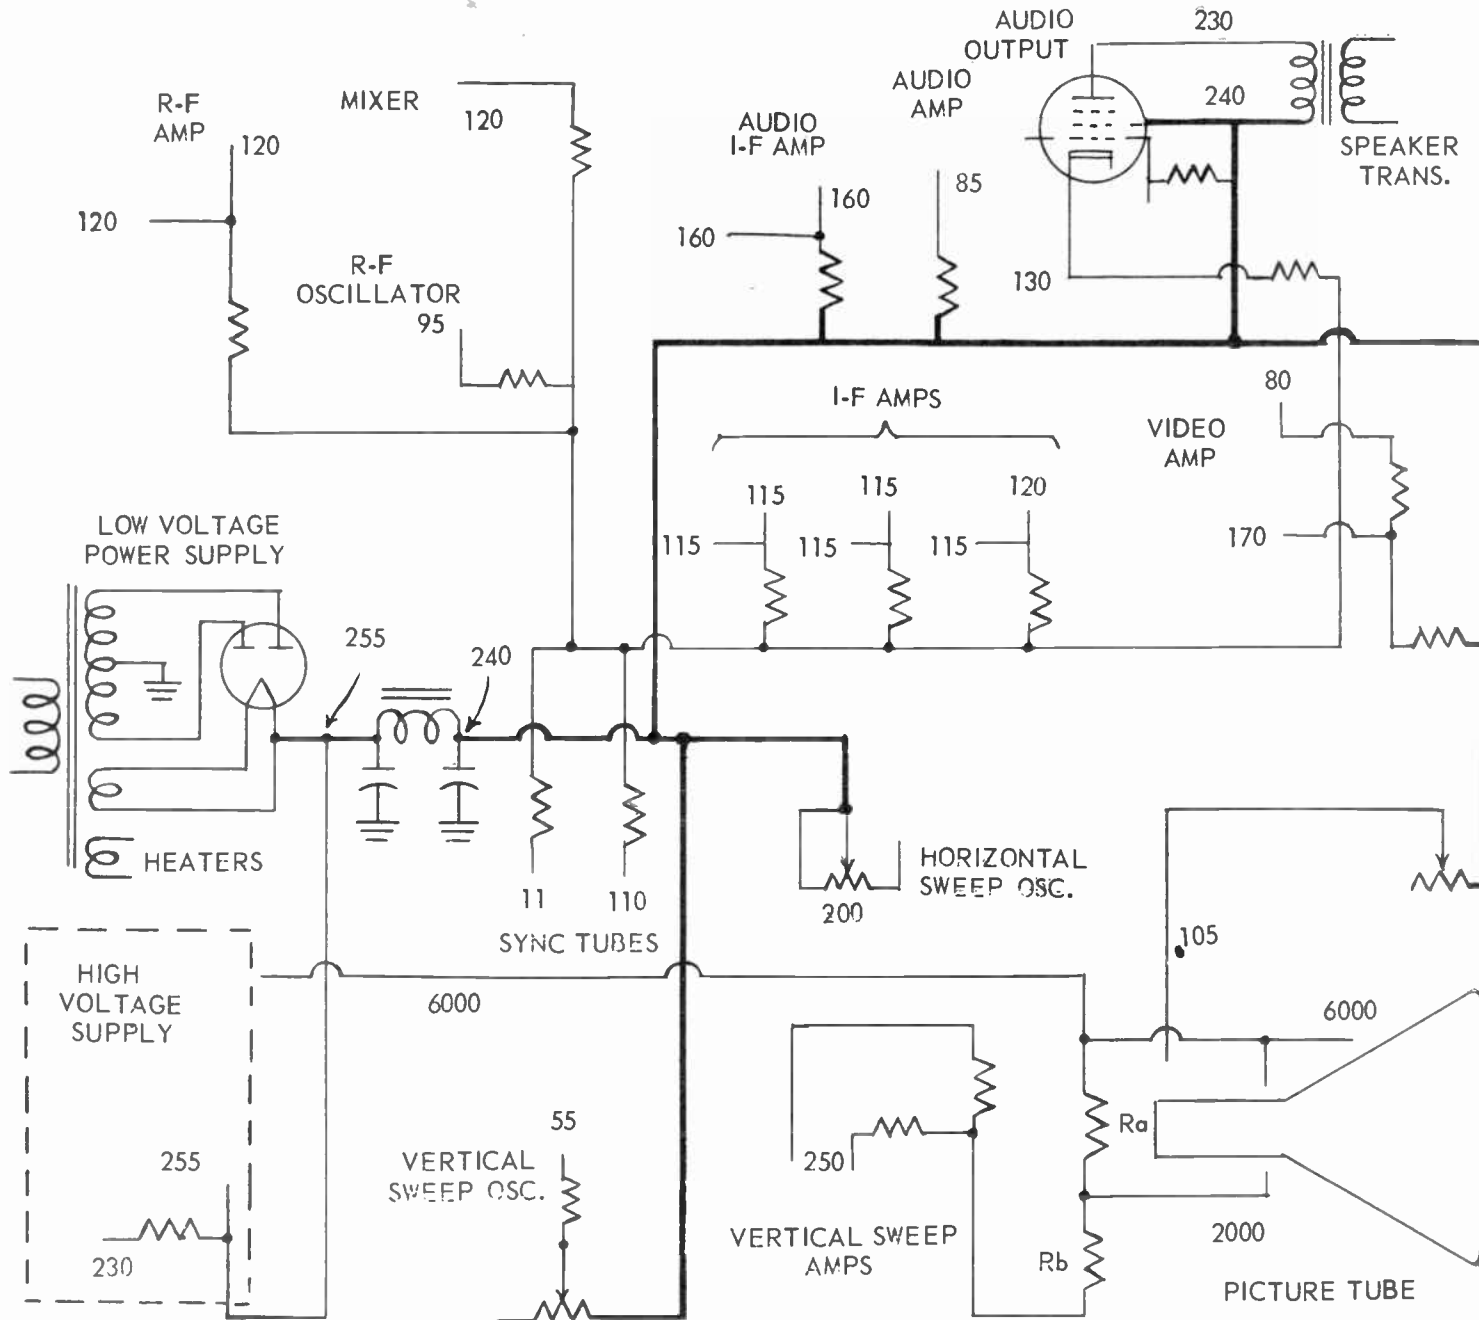 AUDIO
OUTPUT
230
R-F
AMP
120
120
MIXER
120
AUDIO
I-F AMP
160
160
AUDIO
AMP
85
240
SPEAKER
TRANS.
130
R-F
OSCILLATOR
95
I-F AMPS
115
115
115
115
120
115
80
VIDEO
AMP
170
LOW VOLTAGE
POWER SUPPLY
255
240
HEATERS
11
110
SYNC TUBES
HORIZONTAL
SWEEP OSC.
200
105
HIGH
VOLTAGE
SUPPLY
6000
6000
255
230
55
VERTICAL
SWEEP OSC.
250
VERTICAL SWEEP
AMPS
Ra
Rb
2000
PICTURE TUBE